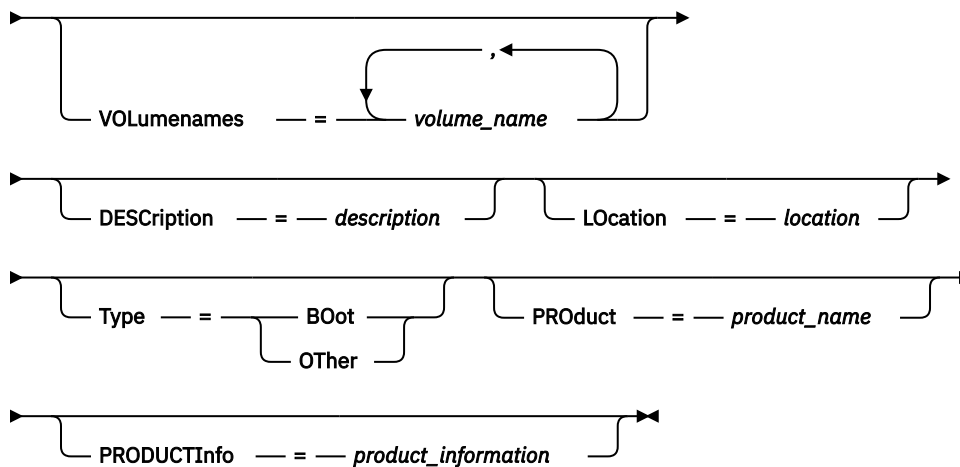 ,
VOLumenames = volume_name
DESCription = description LOcation = location
Type = BOot PROduct = product_name
OTher
PRODUCTInfo = product_information